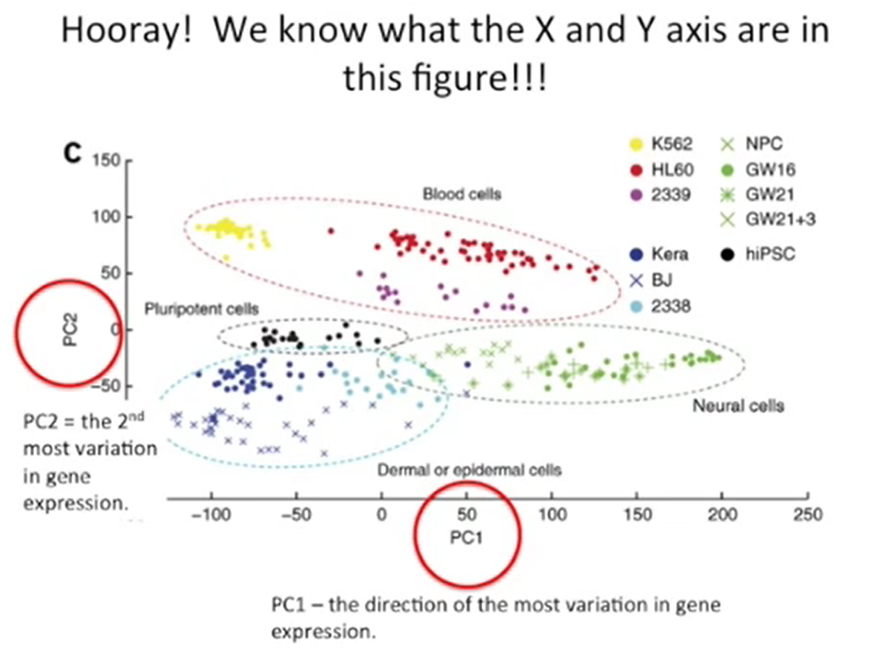 Hooray!  We know what the X and Y axis are in
this figure!!!
c
150
100
50
0
−50
PC2
K562
HL60
2339
Kera
BJ
2338
NPC
GW16
GW21
GW21+3
hiPSC
Blood cells
Pluripotent cells
Neural cells
Dermal or epidermal cells
PC2 = the 2nd
most variation
in gene
expression.
−100 −50 0 50 100 150 200 250
PC1
PC1 – the direction of the most variation in gene
expression.